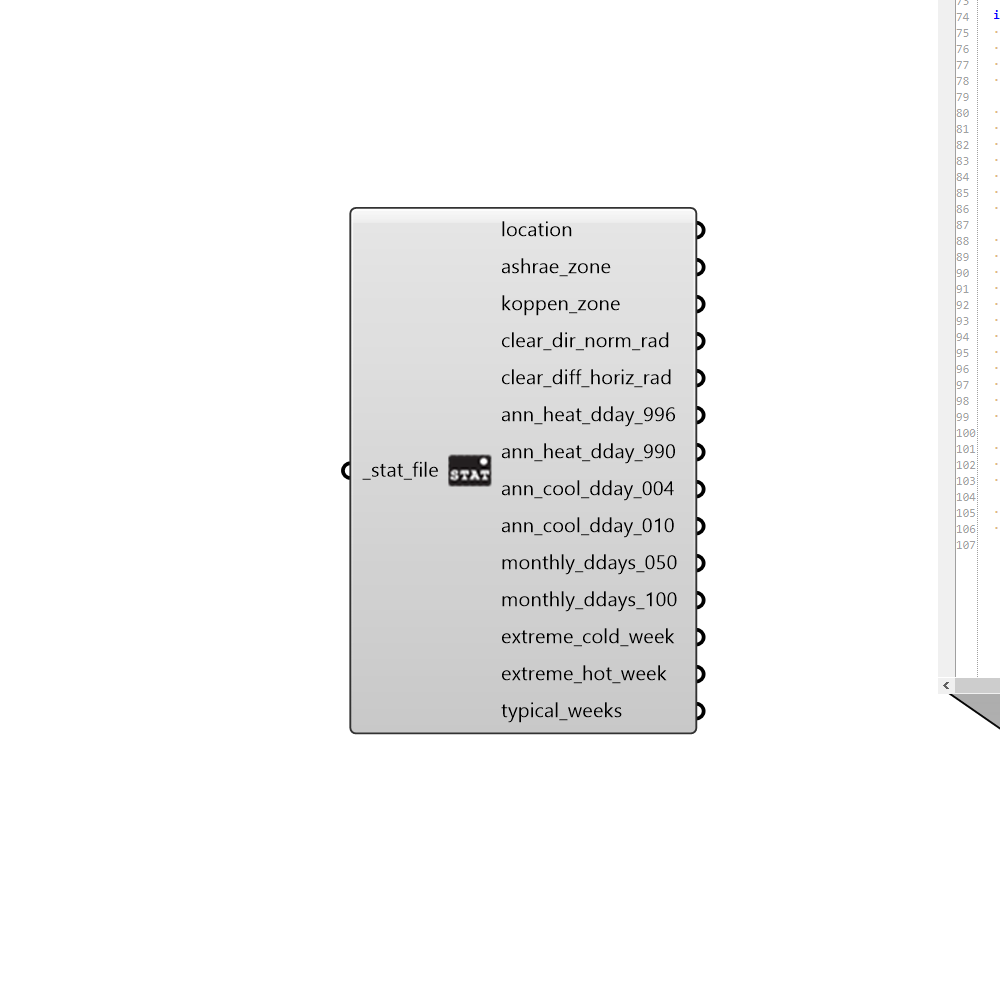 location
ashrae_zone
koppen_zone
clear_dir_norm_rad
clear_diff_horiz_rad
ann_heat_dday_996
ann_heat_dday_990
_stat_file
STAT
ann_cool_dday_004
ann_cool_dday_010
monthly_ddays_050
monthly_ddays_100
extreme_cold_week
extreme_hot_week
typical_weeks
73
74 i
75
76
77
78
79
80
81
82
83
84
85
86
87
88
89
90
91
92
93
94
95
96
97
98
99
100
101
102
103
104
105
106
107